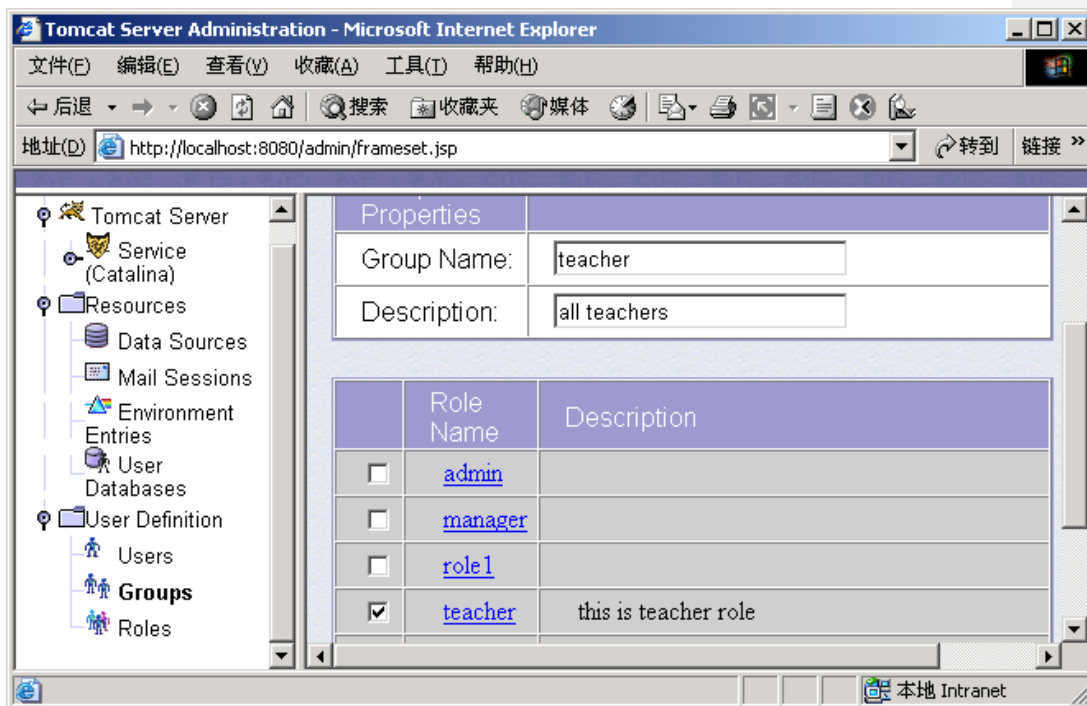 Tomcat Server Administration - Microsoft Internet Explorer
文件(F) 编辑(E) 查看(V) 收藏(A) 工具(T) 帮助(H)
后退 搜索 收藏夹 媒体
地址(D) http://localhost:8080/admin/frameset.jsp 转到 链接 »
Tomcat Server
Service
(Catalina)
Resources
Data Sources
Mail Sessions
Environment
Entries
User
Databases
User Definition
Users
Groups
Roles
Properties
Group Name: teacher
Description: all teachers
Role
Name
Description
admin
manager
role1
teacher this is teacher role
本地 Intranet